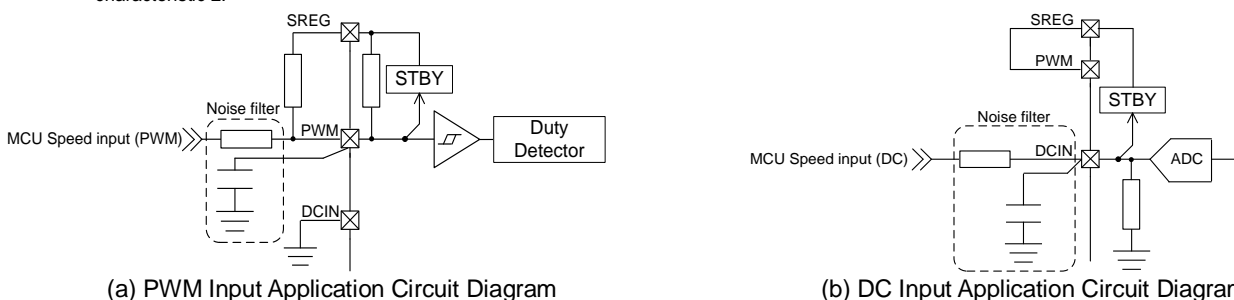 characteristic 2.
SREG
STBY
Noise filter
MCU Speed input (PWM)
PWM
Duty
Detector
DCIN
(a) PWM Input Application Circuit Diagram
SREG
PWM
STBY
Noise filter
MCU Speed input (DC)
DCIN
ADC
(b) DC Input Application Circuit Diagram